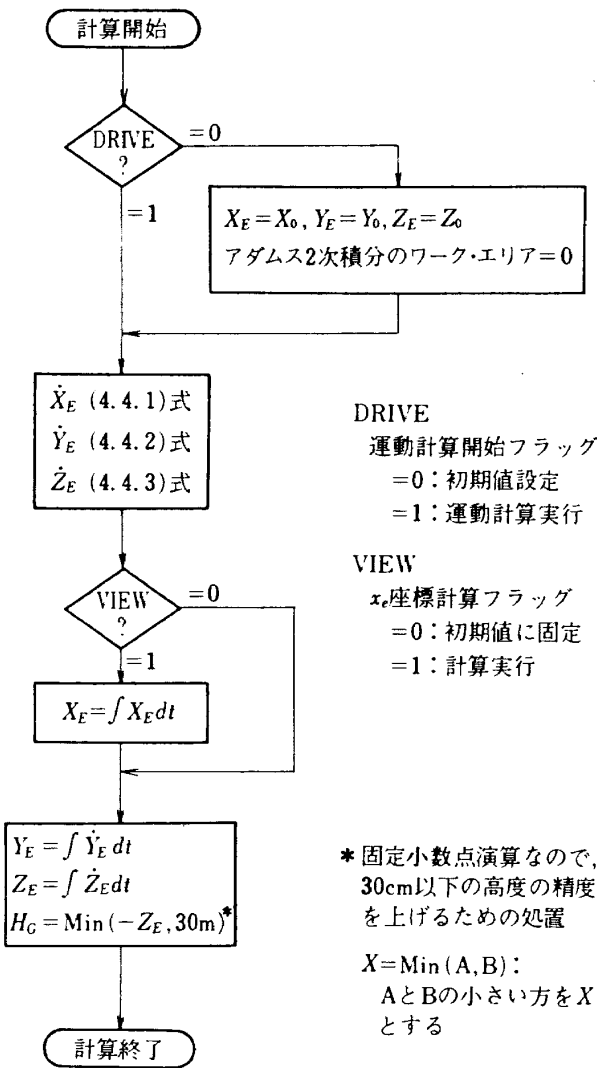 計算開始
DRIVE
?
=0
=1
X_E=X_0, Y_E=Y_0, Z_E=Z_0
アダムス2次積分のワーク・エリア=0
Ẋ_E (4.4.1)式
Ẏ_E (4.4.2)式
Ż_E (4.4.3)式
VIEW
?
=0
=1
X_E=∫X_E dt
Y_E=∫Ẏ_E dt
Z_E=∫Ż_E dt
H_G=Min(-Z_E, 30m)*
計算終了
DRIVE
運動計算開始フラッグ
=0:初期値設定
=1:運動計算実行
VIEW
x_e座標計算フラッグ
=0:初期値に固定
=1:計算実行
* 固定小数点演算なので,
30cm以下の高度の精度
を上げるための処置
X=Min(A,B):
AとBの小さい方をX
とする